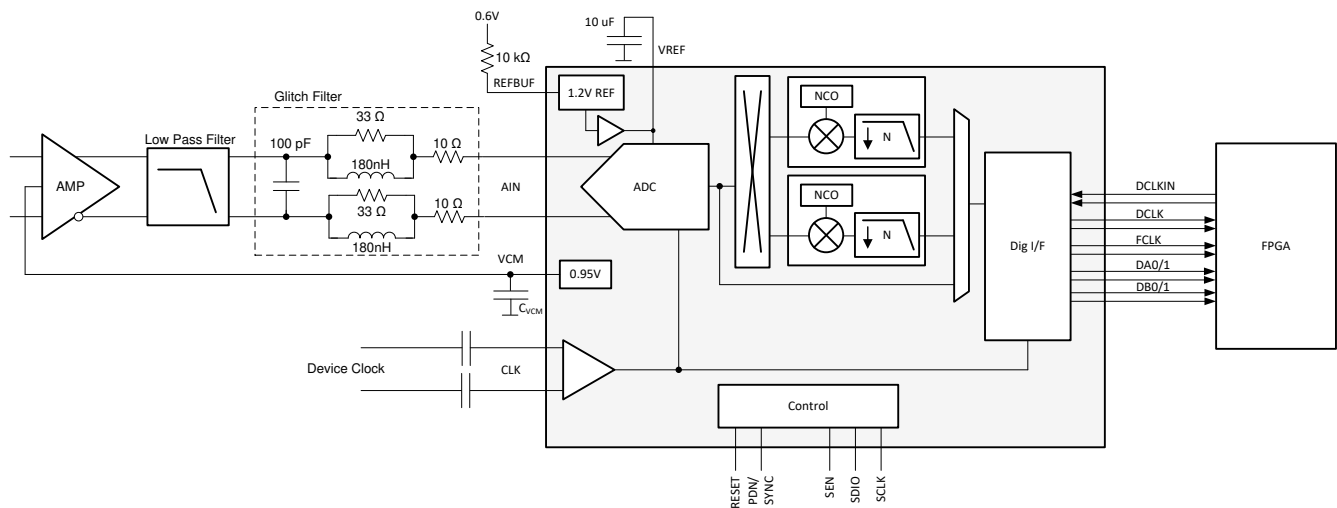 0.6V
10 uF
VREF
10 kΩ
REFBUF
1.2V REF
NCO
N
Glitch Filter
33 Ω
Low Pass Filter
100 pF
10 Ω
180nH
AMP
AIN
ADC
33 Ω
10 Ω
180nH
NCO
N
Dig I/F
DCLKIN
DCLK
FCLK
DA0/1
DB0/1
FPGA
VCM
0.95V
CVCM
Device Clock
CLK
Control
RESET
PDN/
SYNC
SEN
SDIO
SCLK